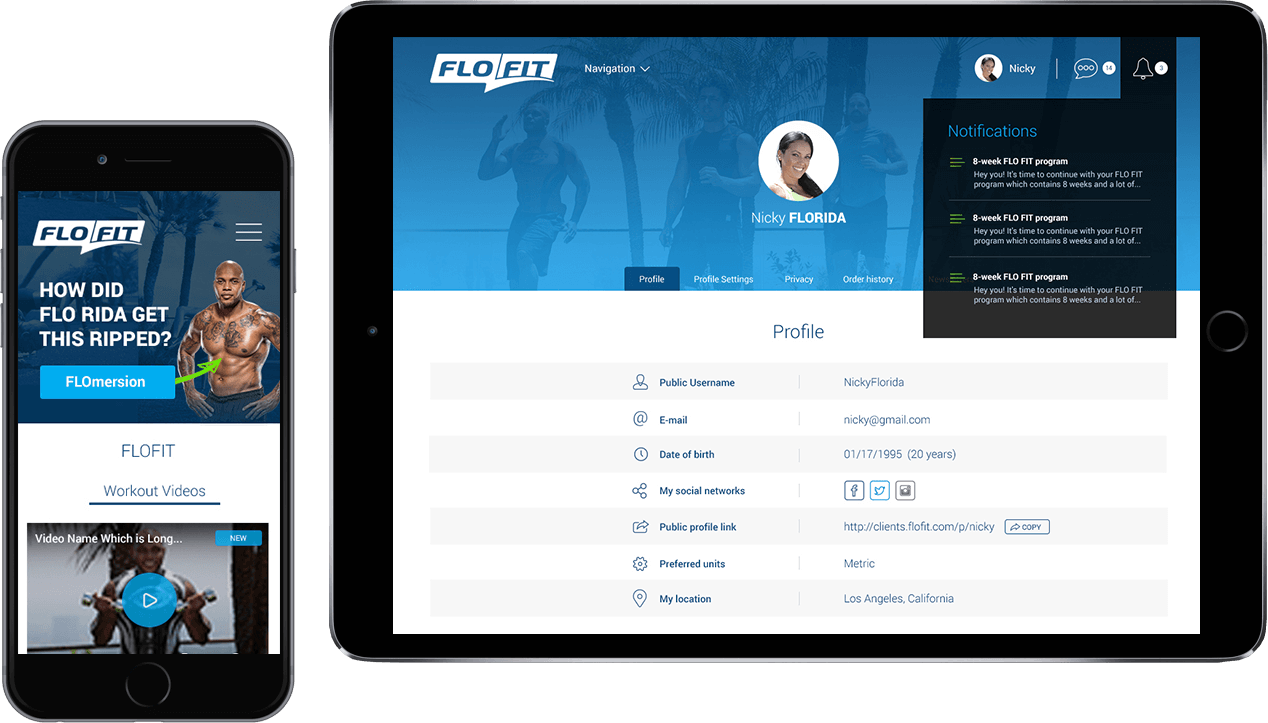 FLO FIT
HOW DID
FLO RIDA GET
THIS RIPPED?
FLOmersion
FLOFIT
Workout Videos
Video Name Which is Long...
NEW
FLO FIT
Navigation
Nicky
14
3
Nicky FLORIDA
Profile
Profile Settings
Privacy
Order history
Notifications
8-week FLO FIT program
Hey you! It's time to continue with your FLO FIT
program which contains 8 weeks and a lot of...
8-week FLO FIT program
Hey you! It's time to continue with your FLO FIT
program which contains 8 weeks and a lot of...
8-week FLO FIT program
Hey you! It's time to continue with your FLO FIT
program which contains 8 weeks and a lot of...
Profile
Public Username NickyFlorida
E-mail nicky@gmail.com
Date of birth 01/17/1995 (20 years)
My social networks
Public profile link http://clients.flofit.com/p/nicky COPY
Preferred units Metric
My location Los Angeles, California